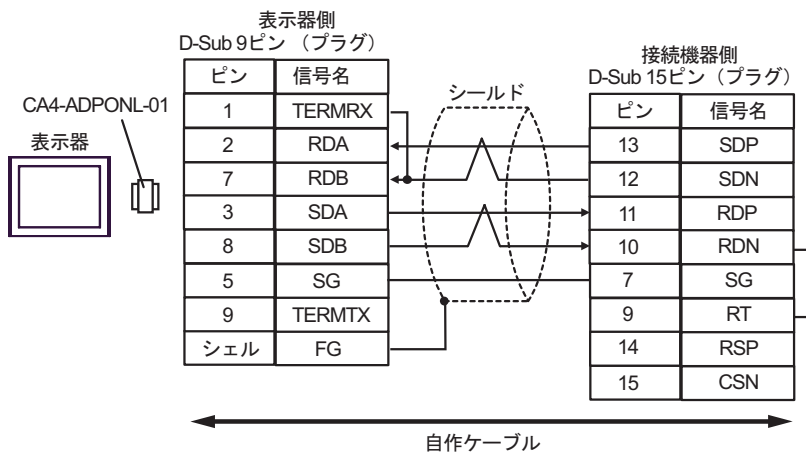 表示器側
D-Sub 9ピン （プラグ）
接続機器側
D-Sub 15ピン（プラグ）
CA4-ADPONL-01
表示器
シールド
ピン 信号名
1 TERMRX
2 RDA
7 RDB
3 SDA
8 SDB
5 SG
9 TERMTX
シェル FG
ピン 信号名
13 SDP
12 SDN
11 RDP
10 RDN
7 SG
9 RT
14 RSP
15 CSN
自作ケーブル